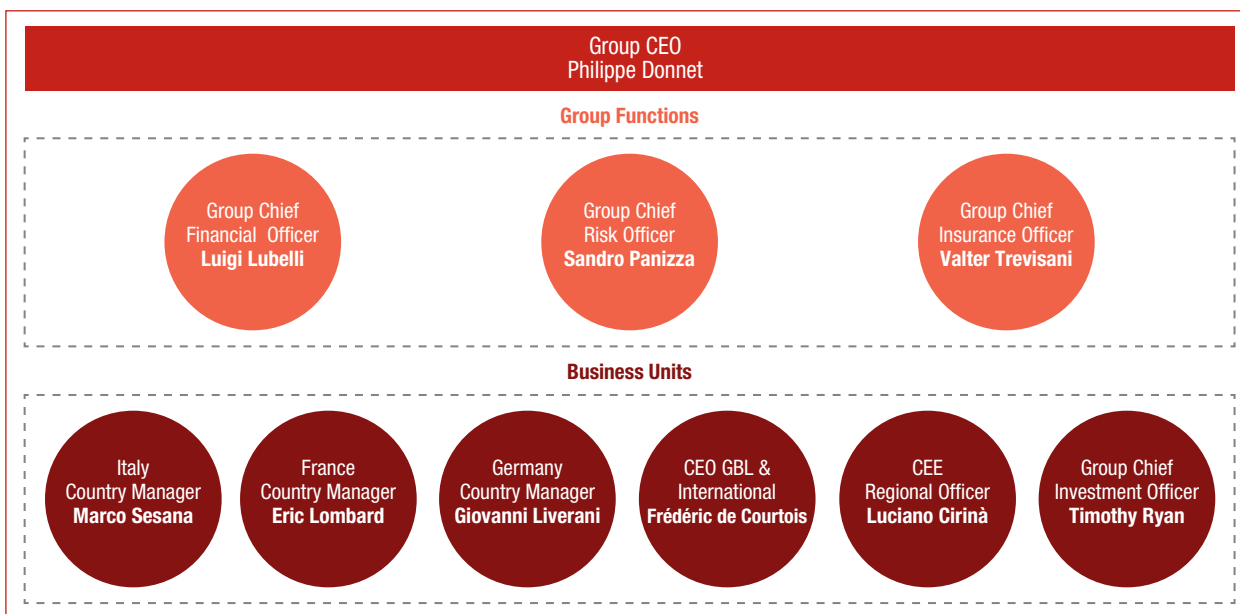 Group CEO
Philippe Donnet
Group Functions
Group Chief
Financial Officer
Luigi Lubelli
Group Chief
Risk Officer
Sandro Panizza
Group Chief
Insurance Officer
Valter Trevisani
Business Units
Italy
Country Manager
Marco Sesana
France
Country Manager
Eric Lombard
Germany
Country Manager
Giovanni Liverani
CEO GBL &
International
Frédéric de Courtois
CEE
Regional Officer
Luciano Cirinà
Group Chief
Investment Officer
Timothy Ryan